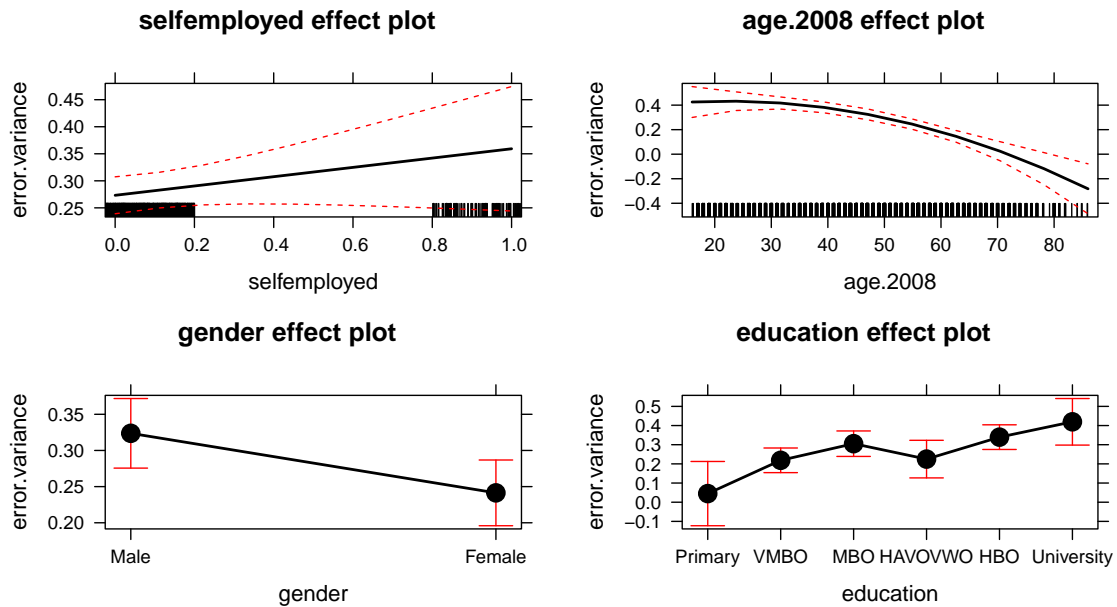 selfemployed effect plot
error.variance
0.45
0.40
0.35
0.30
0.25
0.0 0.2 0.4 0.6 0.8 1.0
selfemployed
age.2008 effect plot
error.variance
0.4
0.2
0.0
−0.2
−0.4
20 30 40 50 60 70 80
age.2008
gender effect plot
error.variance
0.35
0.30
0.25
0.20
Male Female
gender
education effect plot
error.variance
0.5
0.4
0.3
0.2
0.1
0.0
−0.1
Primary VMBO MBO HAVOVWO HBO University
education